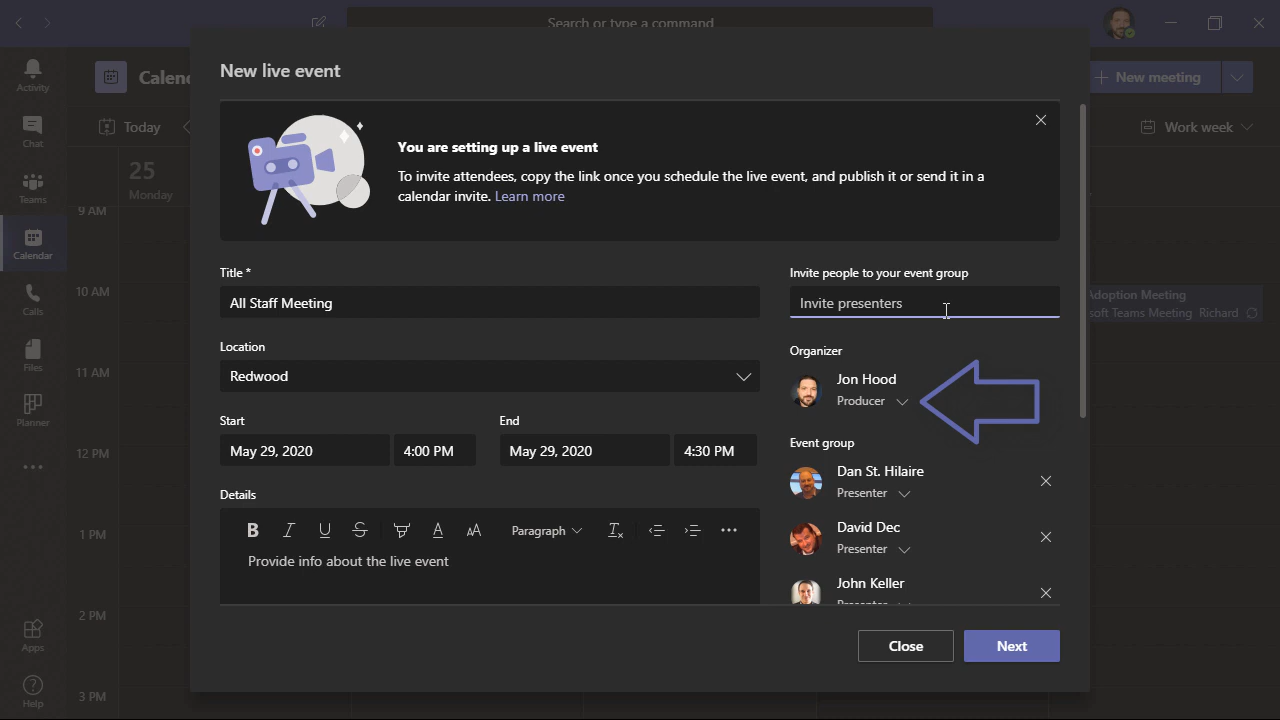 Search or type a command
Activity
Chat
Teams
Calendar
Calls
Files
Planner
Apps
Help
Calend
New meeting
Today
Work week
25
Monday
9 AM
10 AM
11 AM
12 PM
1 PM
2 PM
3 PM
Adoption Meeting
soft Teams Meeting Richard
New live event
You are setting up a live event
To invite attendees, copy the link once you schedule the live event, and publish it or send it in a
calendar invite. Learn more
Title *
All Staff Meeting
Location
Redwood
Start
End
May 29, 2020
4:00 PM
May 29, 2020
4:30 PM
Details
B I U S A AA Paragraph
Provide info about the live event
Invite people to your event group
Invite presenters
Organizer
Jon Hood
Producer
Event group
Dan St. Hilaire
Presenter
David Dec
Presenter
John Keller
Presenter
Close
Next